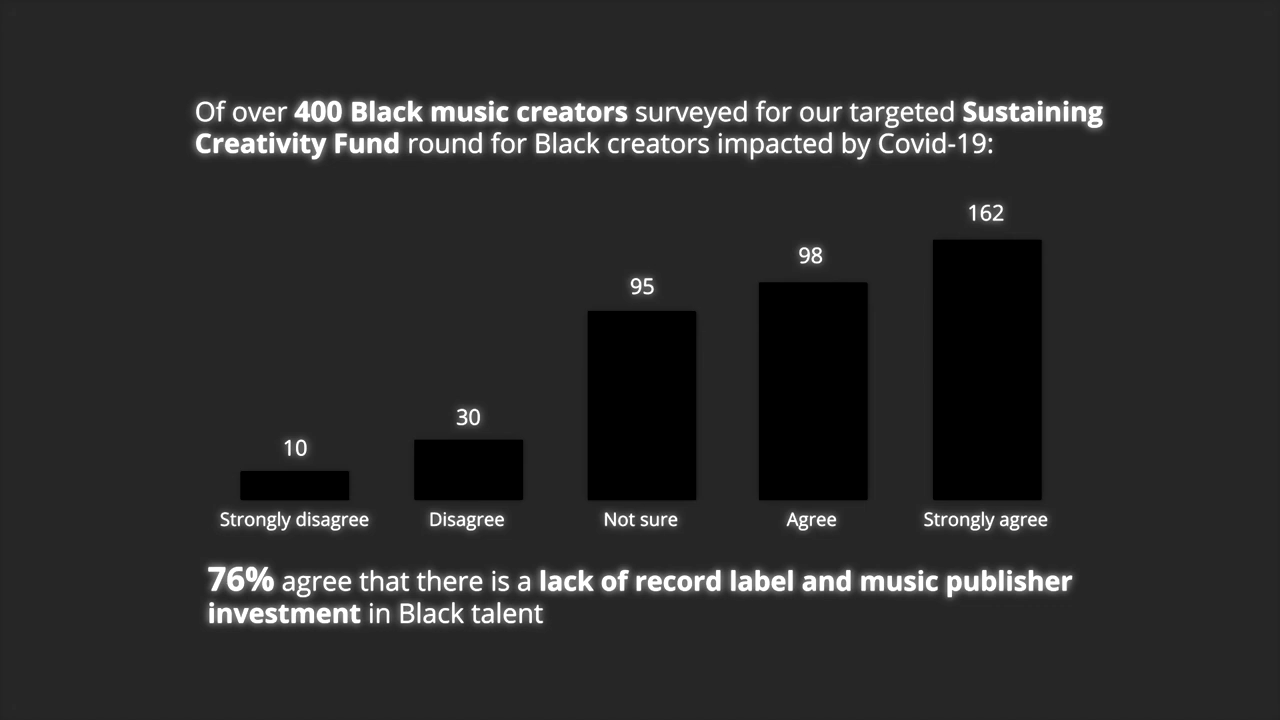 Of over 400 Black music creators surveyed for our targeted Sustaining
Creativity Fund round for Black creators impacted by Covid-19:
162
98
95
30
10
Strongly disagree Disagree Not sure Agree Strongly agree
76% agree that there is a lack of record label and music publisher
investment in Black talent